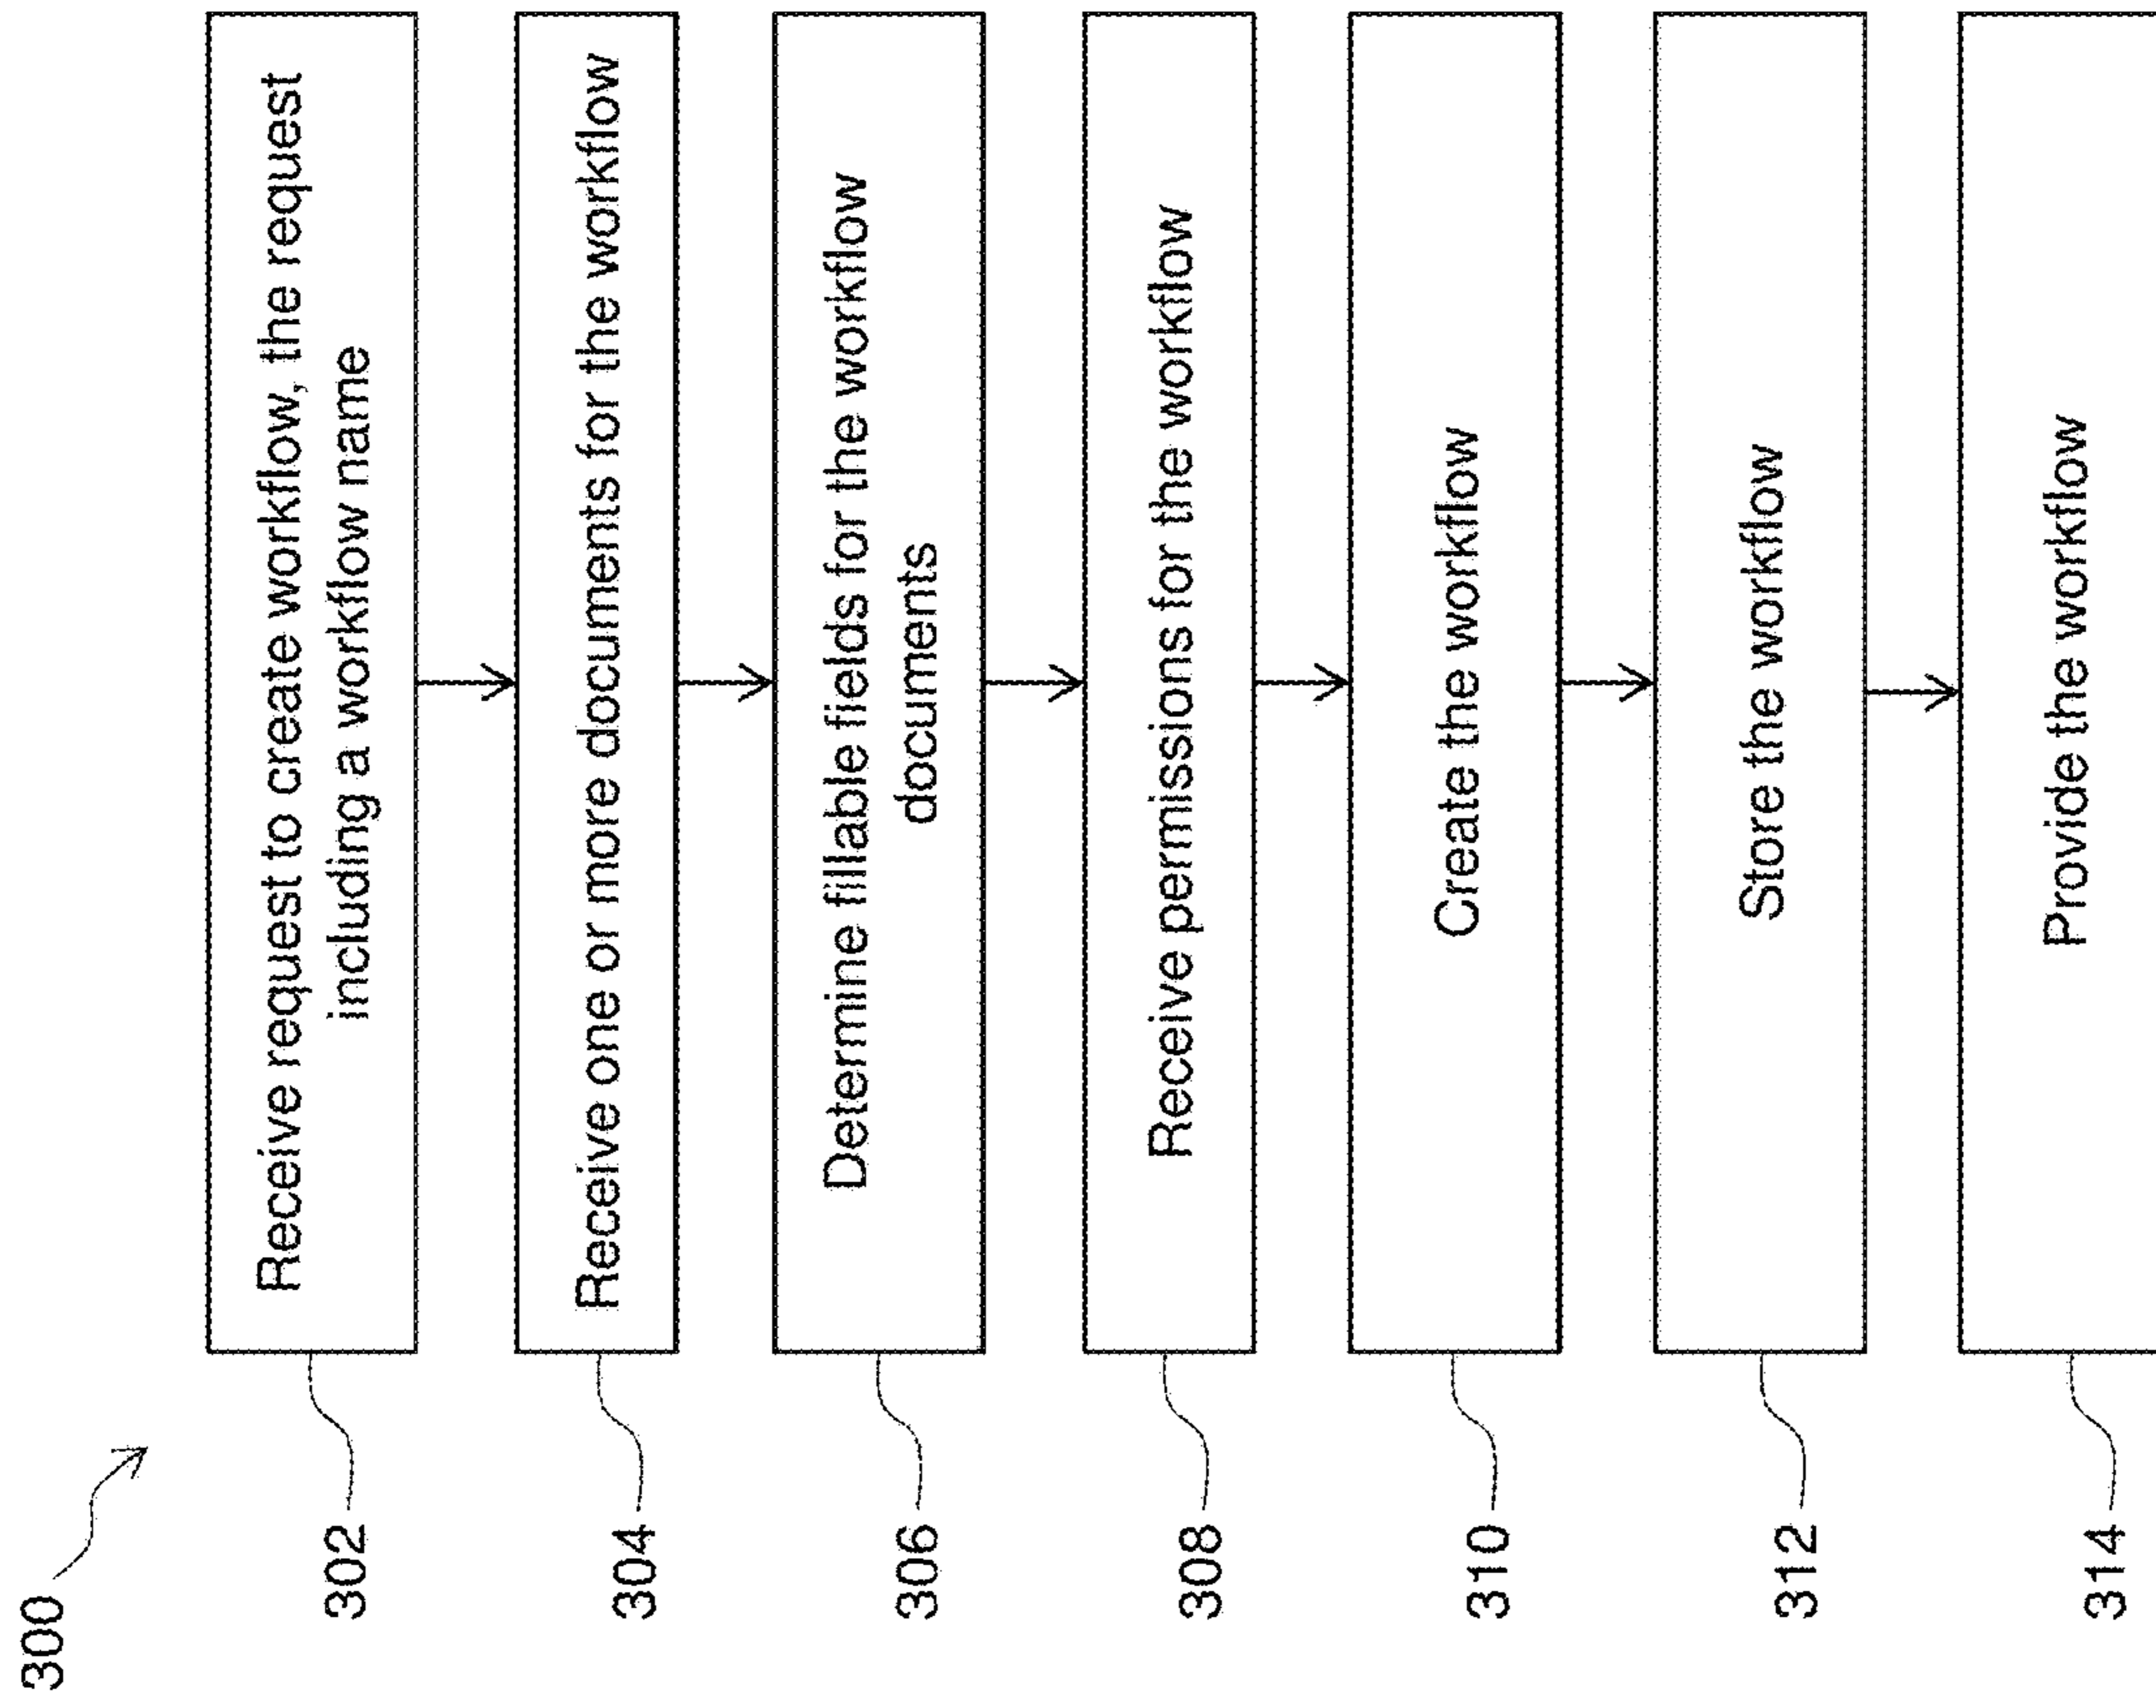 300
302
Receive request to create workflow, the request
including a workflow name
304
Receive one or more documents for the workflow
306
Determine fillable fields for the workflow
documents
308
Receive permissions for the workflow
310
Create the workflow
312
Store the workflow
314
Provide the workflow